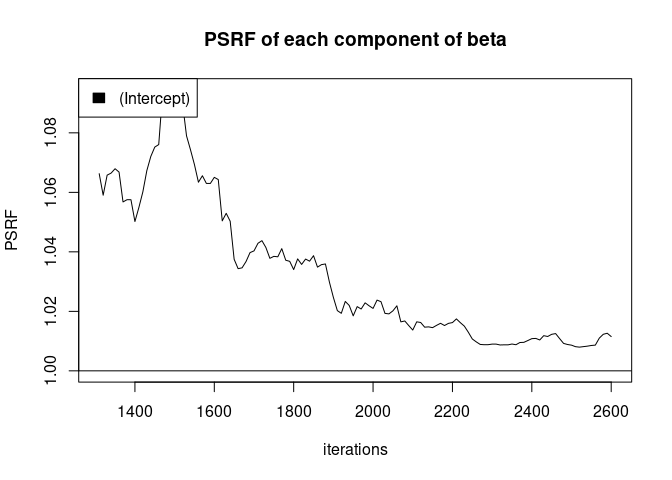 PSRF of each component of beta
(Intercept)
PSRF
1.08
1.06
1.04
1.02
1.00
1400 1600 1800 2000 2200 2400 2600
iterations